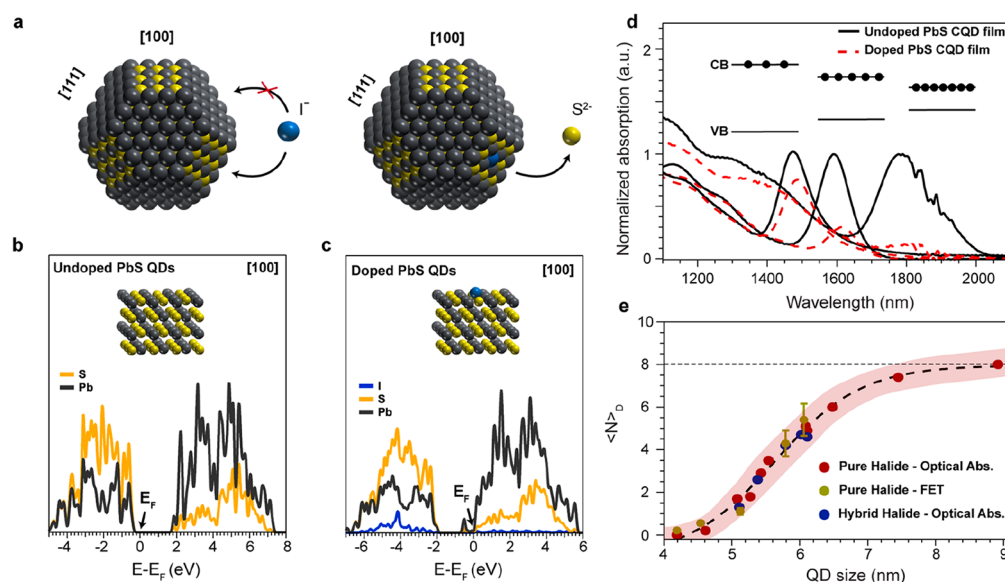 a
[100]
[111]
I⁻
[100]
[111]
S²⁻
b
Undoped PbS QDs
[100]
S
Pb
E_F
-4 -2 0 2 4 6 8
E-E_F (eV)
c
Doped PbS QDs
[100]
I
S
Pb
E_F
-6 -4 -2 0 2 4 6
E-E_F (eV)
d
Undoped PbS CQD film
Doped PbS CQD film
CB
VB
Normalized absorption (a.u.)
2
1
0
1200 1400 1600 1800 2000
Wavelength (nm)
e
<N>_D
10
8
6
4
2
0
Pure Halide - Optical Abs.
Pure Halide - FET
Hybrid Halide - Optical Abs.
4 5 6 7 8 9
QD size (nm)